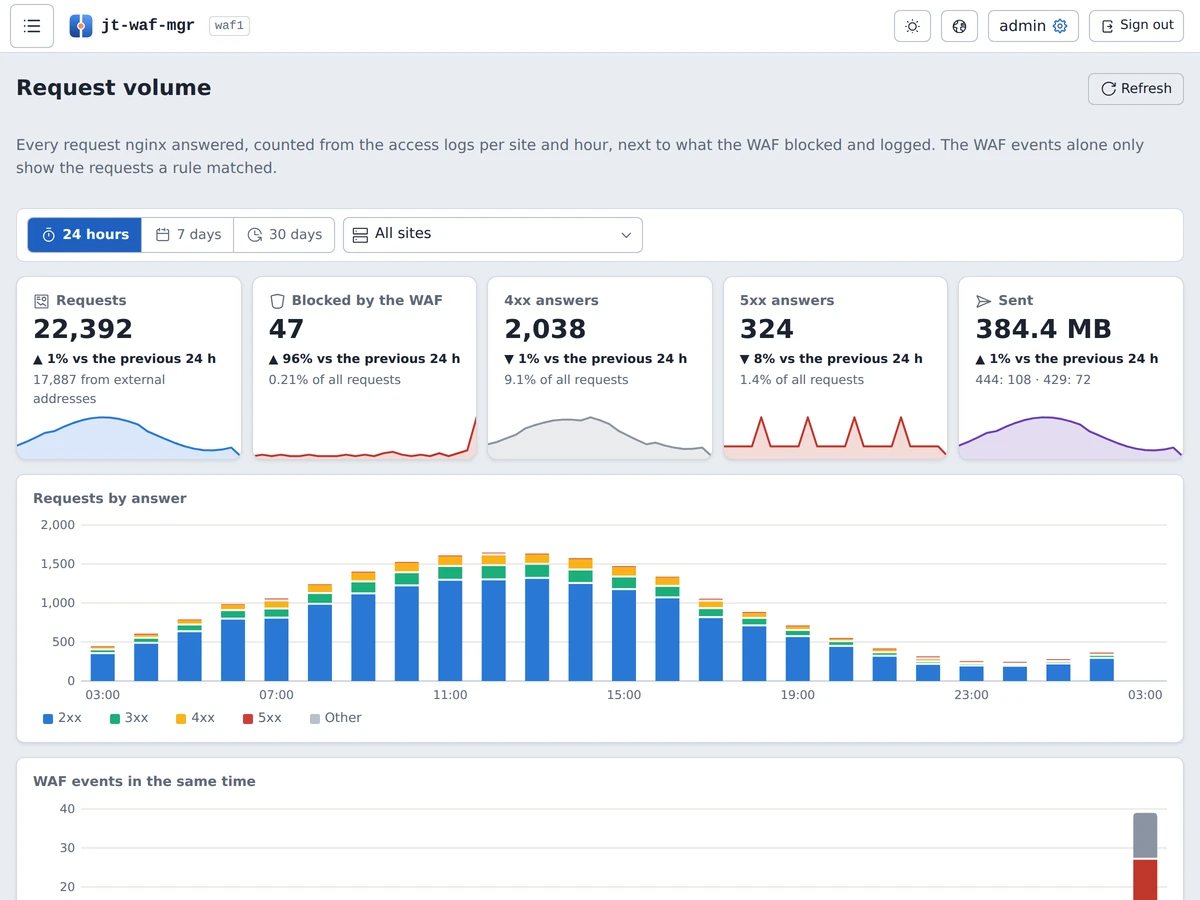 jt-waf-mgr waf1 admin Sign out
Request volume
Refresh
Every request nginx answered, counted from the access logs per site and hour, next to what the WAF blocked and logged. The WAF events alone only
show the requests a rule matched.
24 hours 7 days 30 days All sites
Requests
22,392
▲ 1% vs the previous 24 h
17,887 from external
addresses
Blocked by the WAF
47
▲ 96% vs the previous 24 h
0.21% of all requests
4xx answers
2,038
▼ 1% vs the previous 24 h
9.1% of all requests
5xx answers
324
▼ 8% vs the previous 24 h
1.4% of all requests
Sent
384.4 MB
▲ 1% vs the previous 24 h
444: 108 · 429: 72
Requests by answer
2,000
1,500
1,000
500
0
03:00 07:00 11:00 15:00 19:00 23:00 03:00
2xx 3xx 4xx 5xx Other
WAF events in the same time
40
30
20